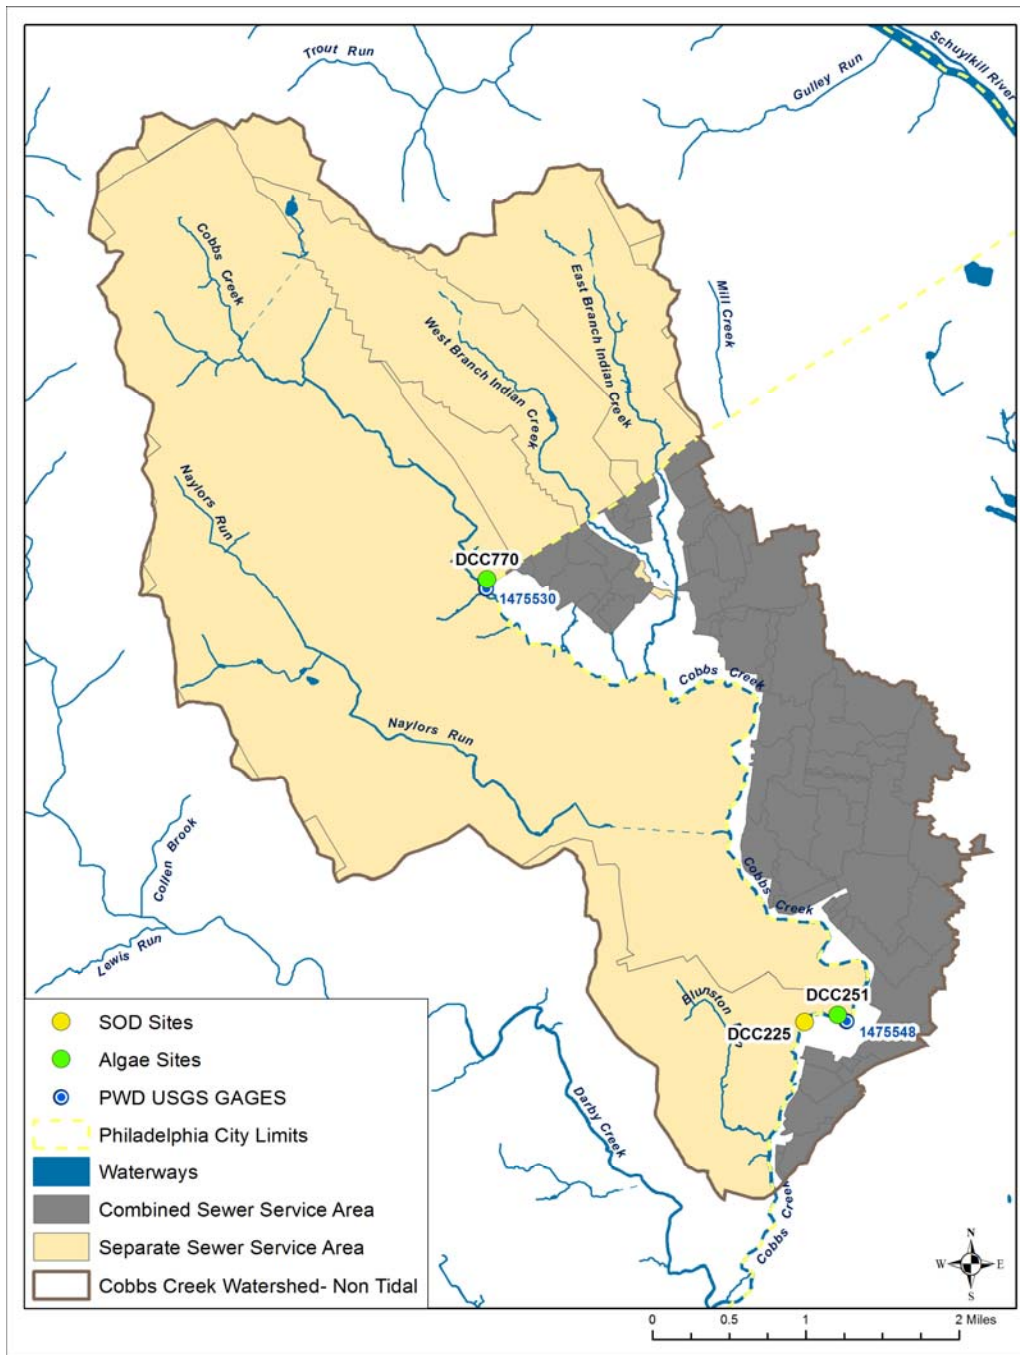 Trout Run
Gulley Run
Schuylkill River
Cobbs Creek
West Branch Indian Creek
East Branch Indian Creek
Mill Creek
Naylors Run
DCC770
1475530
Cobbs Creek
Naylors Run
Cobbs Creek
Collen Brook
Lewis Run
Blunston
DCC251
DCC225
1475548
Darby Creek
Cobbs Creek
SOD Sites
Algae Sites
PWD USGS GAGES
Philadelphia City Limits
Waterways
Combined Sewer Service Area
Separate Sewer Service Area
Cobbs Creek Watershed- Non Tidal
N
W E
S
0 0.5 1 2 Miles